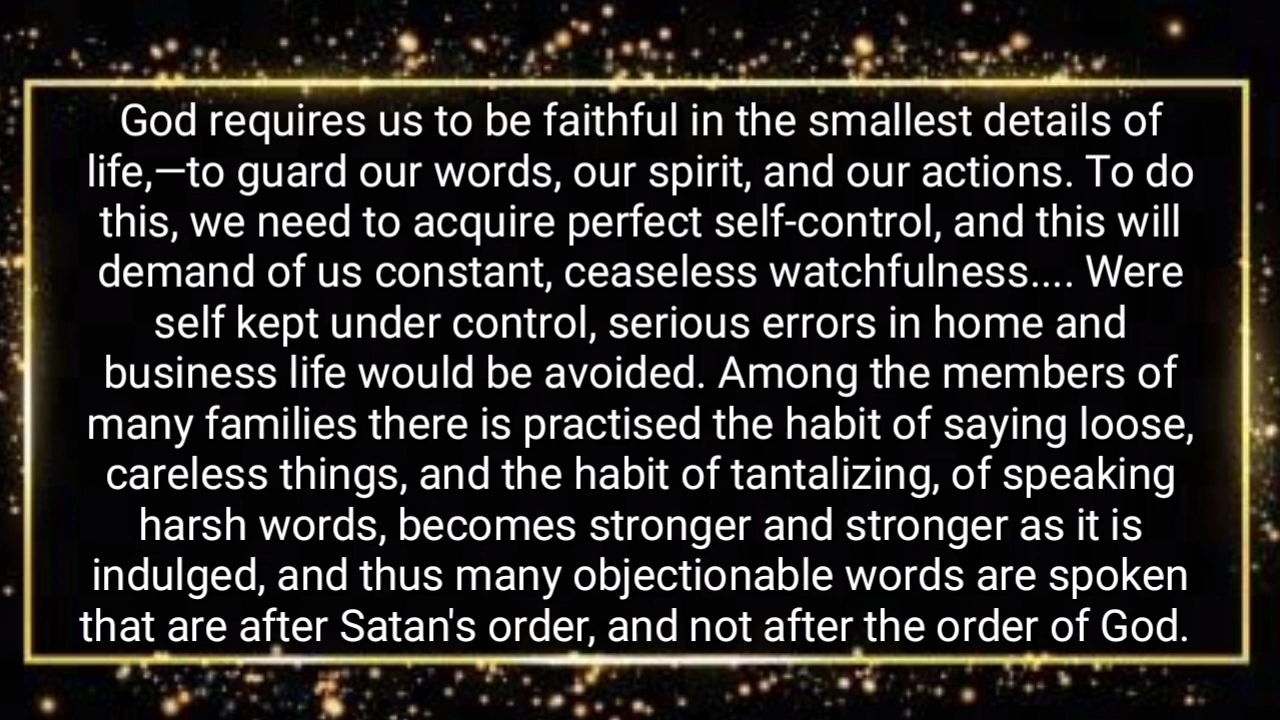 God requires us to be faithful in the smallest details of
life,—to guard our words, our spirit, and our actions. To do
this, we need to acquire perfect self-control, and this will
demand of us constant, ceaseless watchfulness.... Were
self kept under control, serious errors in home and
business life would be avoided. Among the members of
many families there is practised the habit of saying loose,
careless things, and the habit of tantalizing, of speaking
harsh words, becomes stronger and stronger as it is
indulged, and thus many objectionable words are spoken
that are after Satan's order, and not after the order of God.